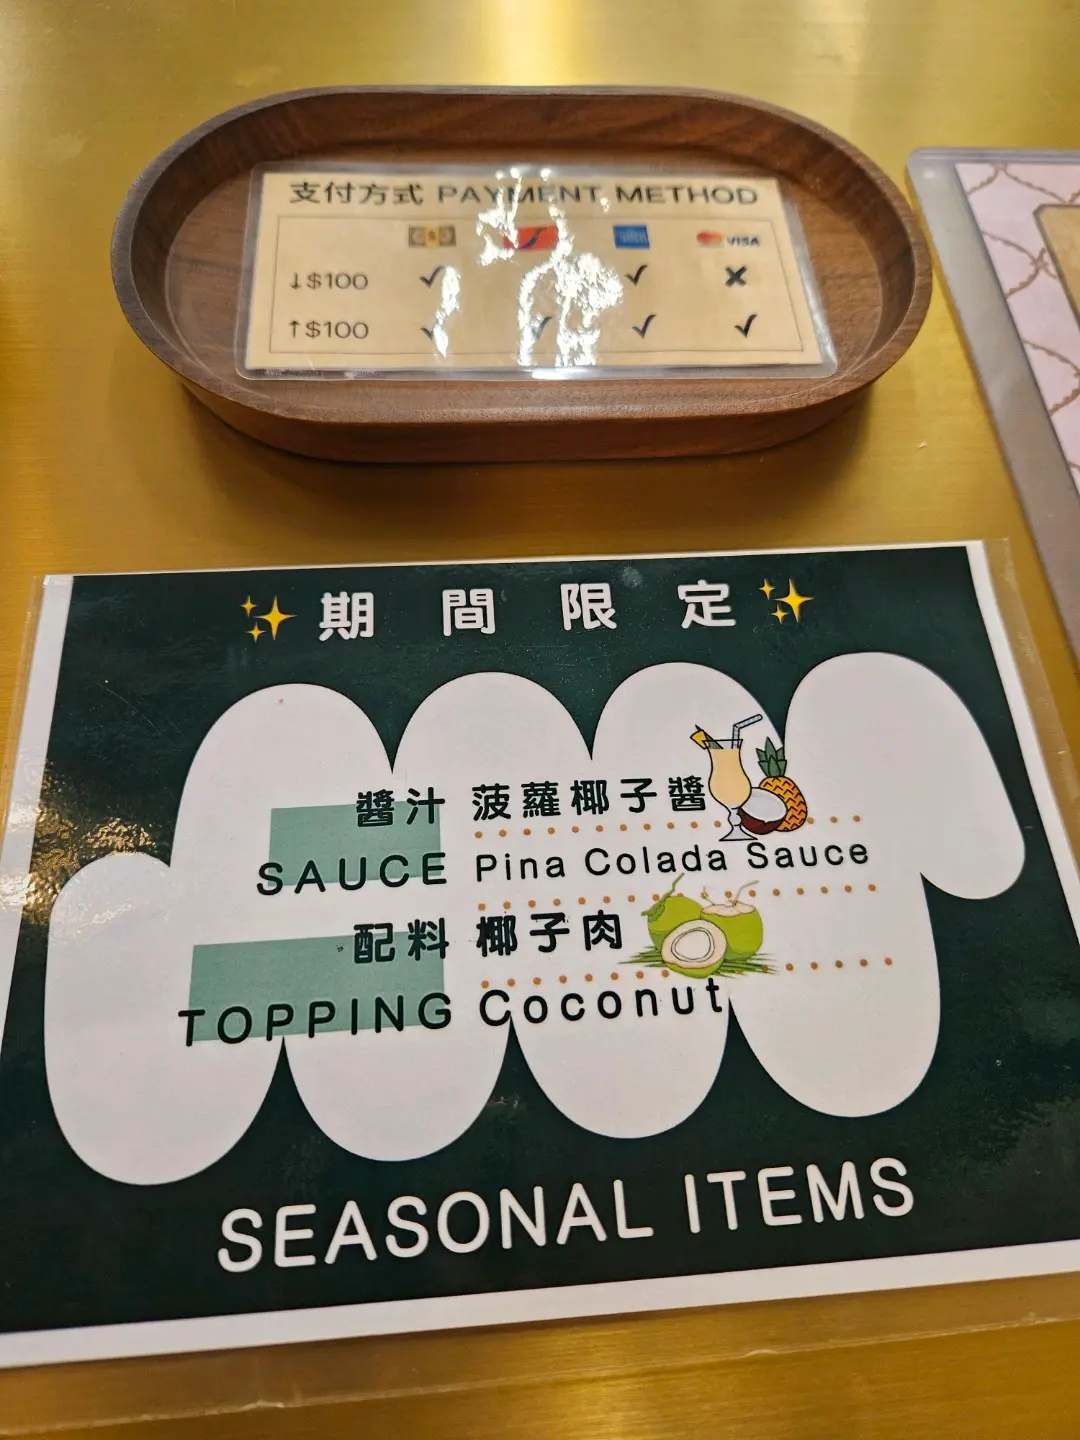 支付方式 PAYMENT METHOD
VISA
↓$100
↑$100
期間限定
醬汁 菠蘿椰子醬
SAUCE Pina Colada Sauce
配料 椰子肉
TOPPING Coconut
SEASONAL ITEMS